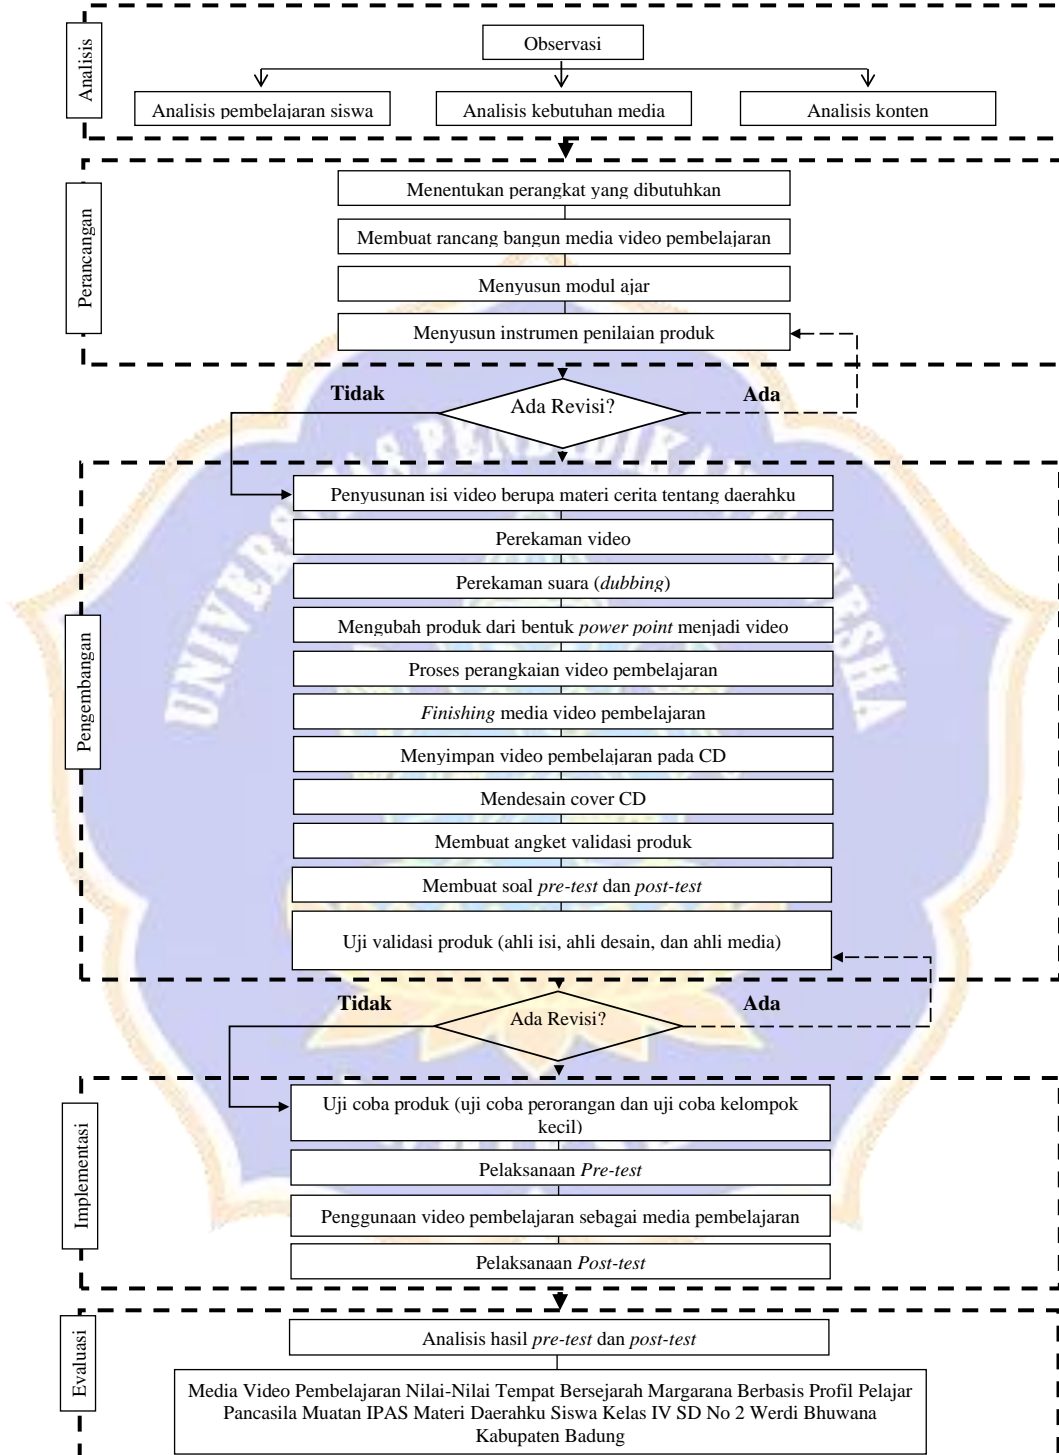 Analisis
Observasi
Analisis pembelajaran siswa
Analisis kebutuhan media
Analisis konten
Perancangan
Menentukan perangkat yang dibutuhkan
Membuat rancang bangun media video pembelajaran
Menyusun modul ajar
Menyusun instrumen penilaian produk
Tidak
Ada Revisi?
Ada
UNIVERSITAS PENDIDIKAN GANESHA
Pengembangan
Penyusunan isi video berupa materi cerita tentang daerahku
Perekaman video
Perekaman suara (dubbing)
Mengubah produk dari bentuk power point menjadi video
Proses perangkaian video pembelajaran
Finishing media video pembelajaran
Menyimpan video pembelajaran pada CD
Mendesain cover CD
Membuat angket validasi produk
Membuat soal pre-test dan post-test
Uji validasi produk (ahli isi, ahli desain, dan ahli media)
Tidak
Ada Revisi?
Ada
Implementasi
Uji coba produk (uji coba perorangan dan uji coba kelompok
kecil)
Pelaksanaan Pre-test
Penggunaan video pembelajaran sebagai media pembelajaran
Pelaksanaan Post-test
Evaluasi
Analisis hasil pre-test dan post-test
Media Video Pembelajaran Nilai-Nilai Tempat Bersejarah Margarana Berbasis Profil Pelajar
Pancasila Muatan IPAS Materi Daerahku Siswa Kelas IV SD No 2 Werdi Bhuwana
Kabupaten Badung